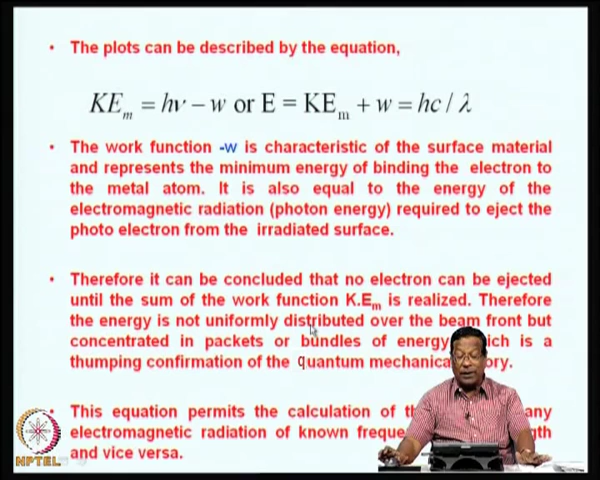 • The plots can be described by the equation,
KE_m = hν – w or E = KE_m + w = hc / λ
• The work function -w is characteristic of the surface material
and represents the minimum energy of binding the electron to
the metal atom. It is also equal to the energy of the
electromagnetic radiation (photon energy) required to eject the
photo electron from the irradiated surface.
• Therefore it can be concluded that no electron can be ejected
until the sum of the work function K.E_m is realized. Therefore
the energy is not uniformly distributed over the beam front but
concentrated in packets or bundles of energy is a
thumping confirmation of the quantum mechanical
• This equation permits the calculation of any
electromagnetic radiation of known
and vice versa.
NPTEL